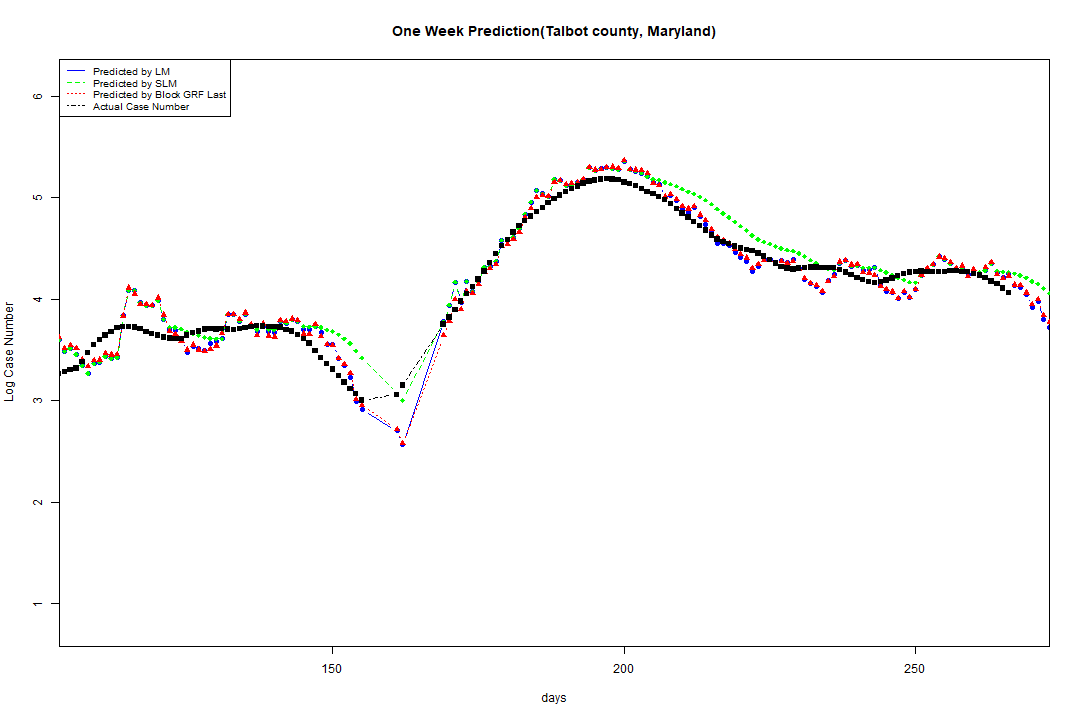 One Week Prediction(Talbot county, Maryland)
Predicted by LM
Predicted by SLM
Predicted by Block GRF Last
Actual Case Number
6
5
4
3
2
1
Log Case Number
150
200
250
days